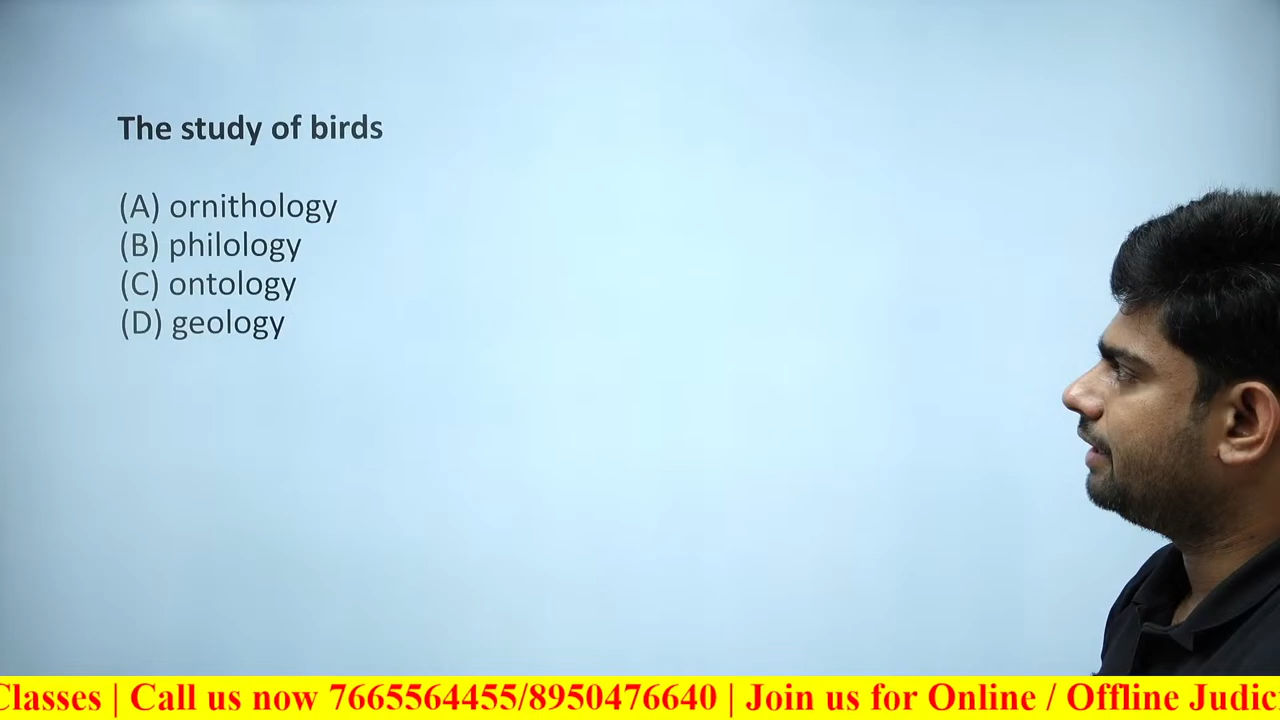 The study of birds
(A) ornithology
(B) philology
(C) ontology
(D) geology
Classes | Call us now 7665564455/8950476640 | Join us for Online / Offline Judic